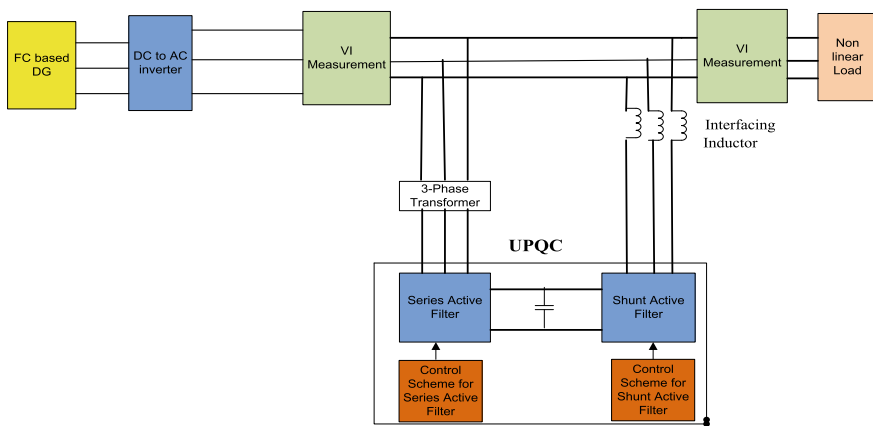 FC based
DG
DC to AC
inverter
VI
Measurement
VI
Measurement
Non
linear
Load
Interfacing
Inductor
3-Phase
Transformer
UPQC
Series Active
Filter
Shunt Active
Filter
Control
Scheme for
Series Active
Filter
Control
Scheme for
Shunt Active
Filter